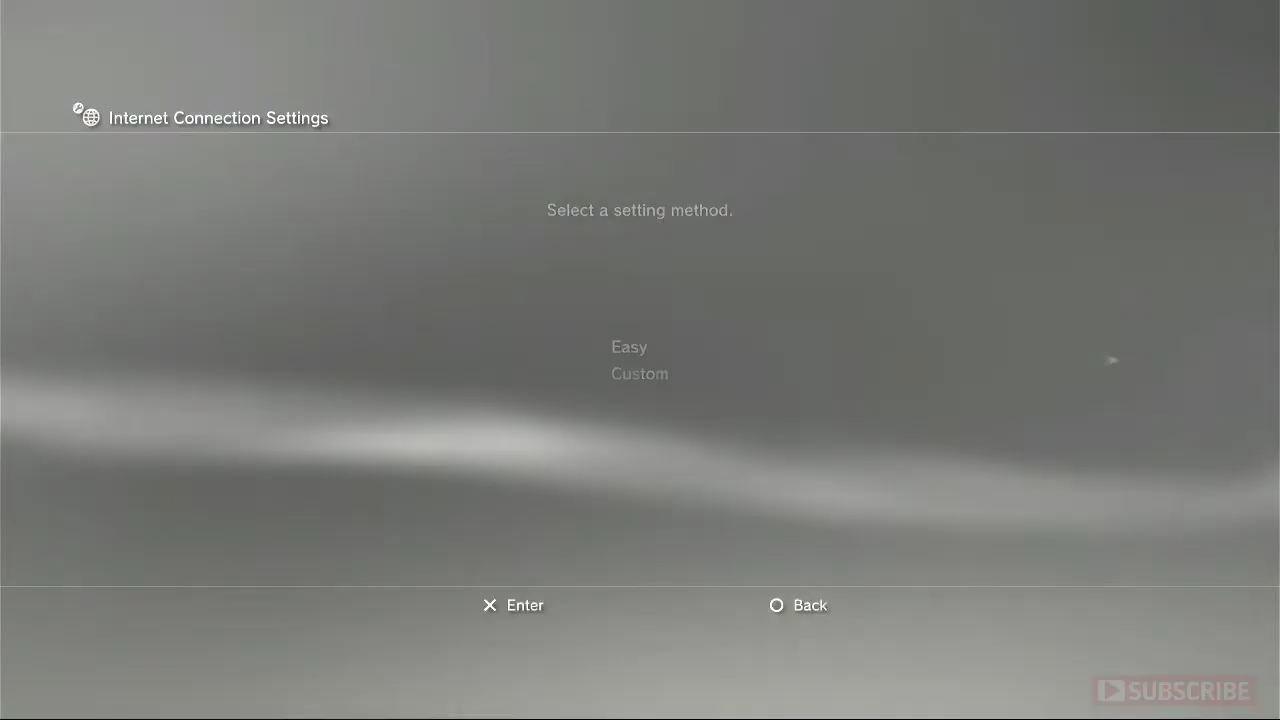 Internet Connection Settings
Select a setting method.
Easy
Custom
Enter
Back
SUBSCRIBE